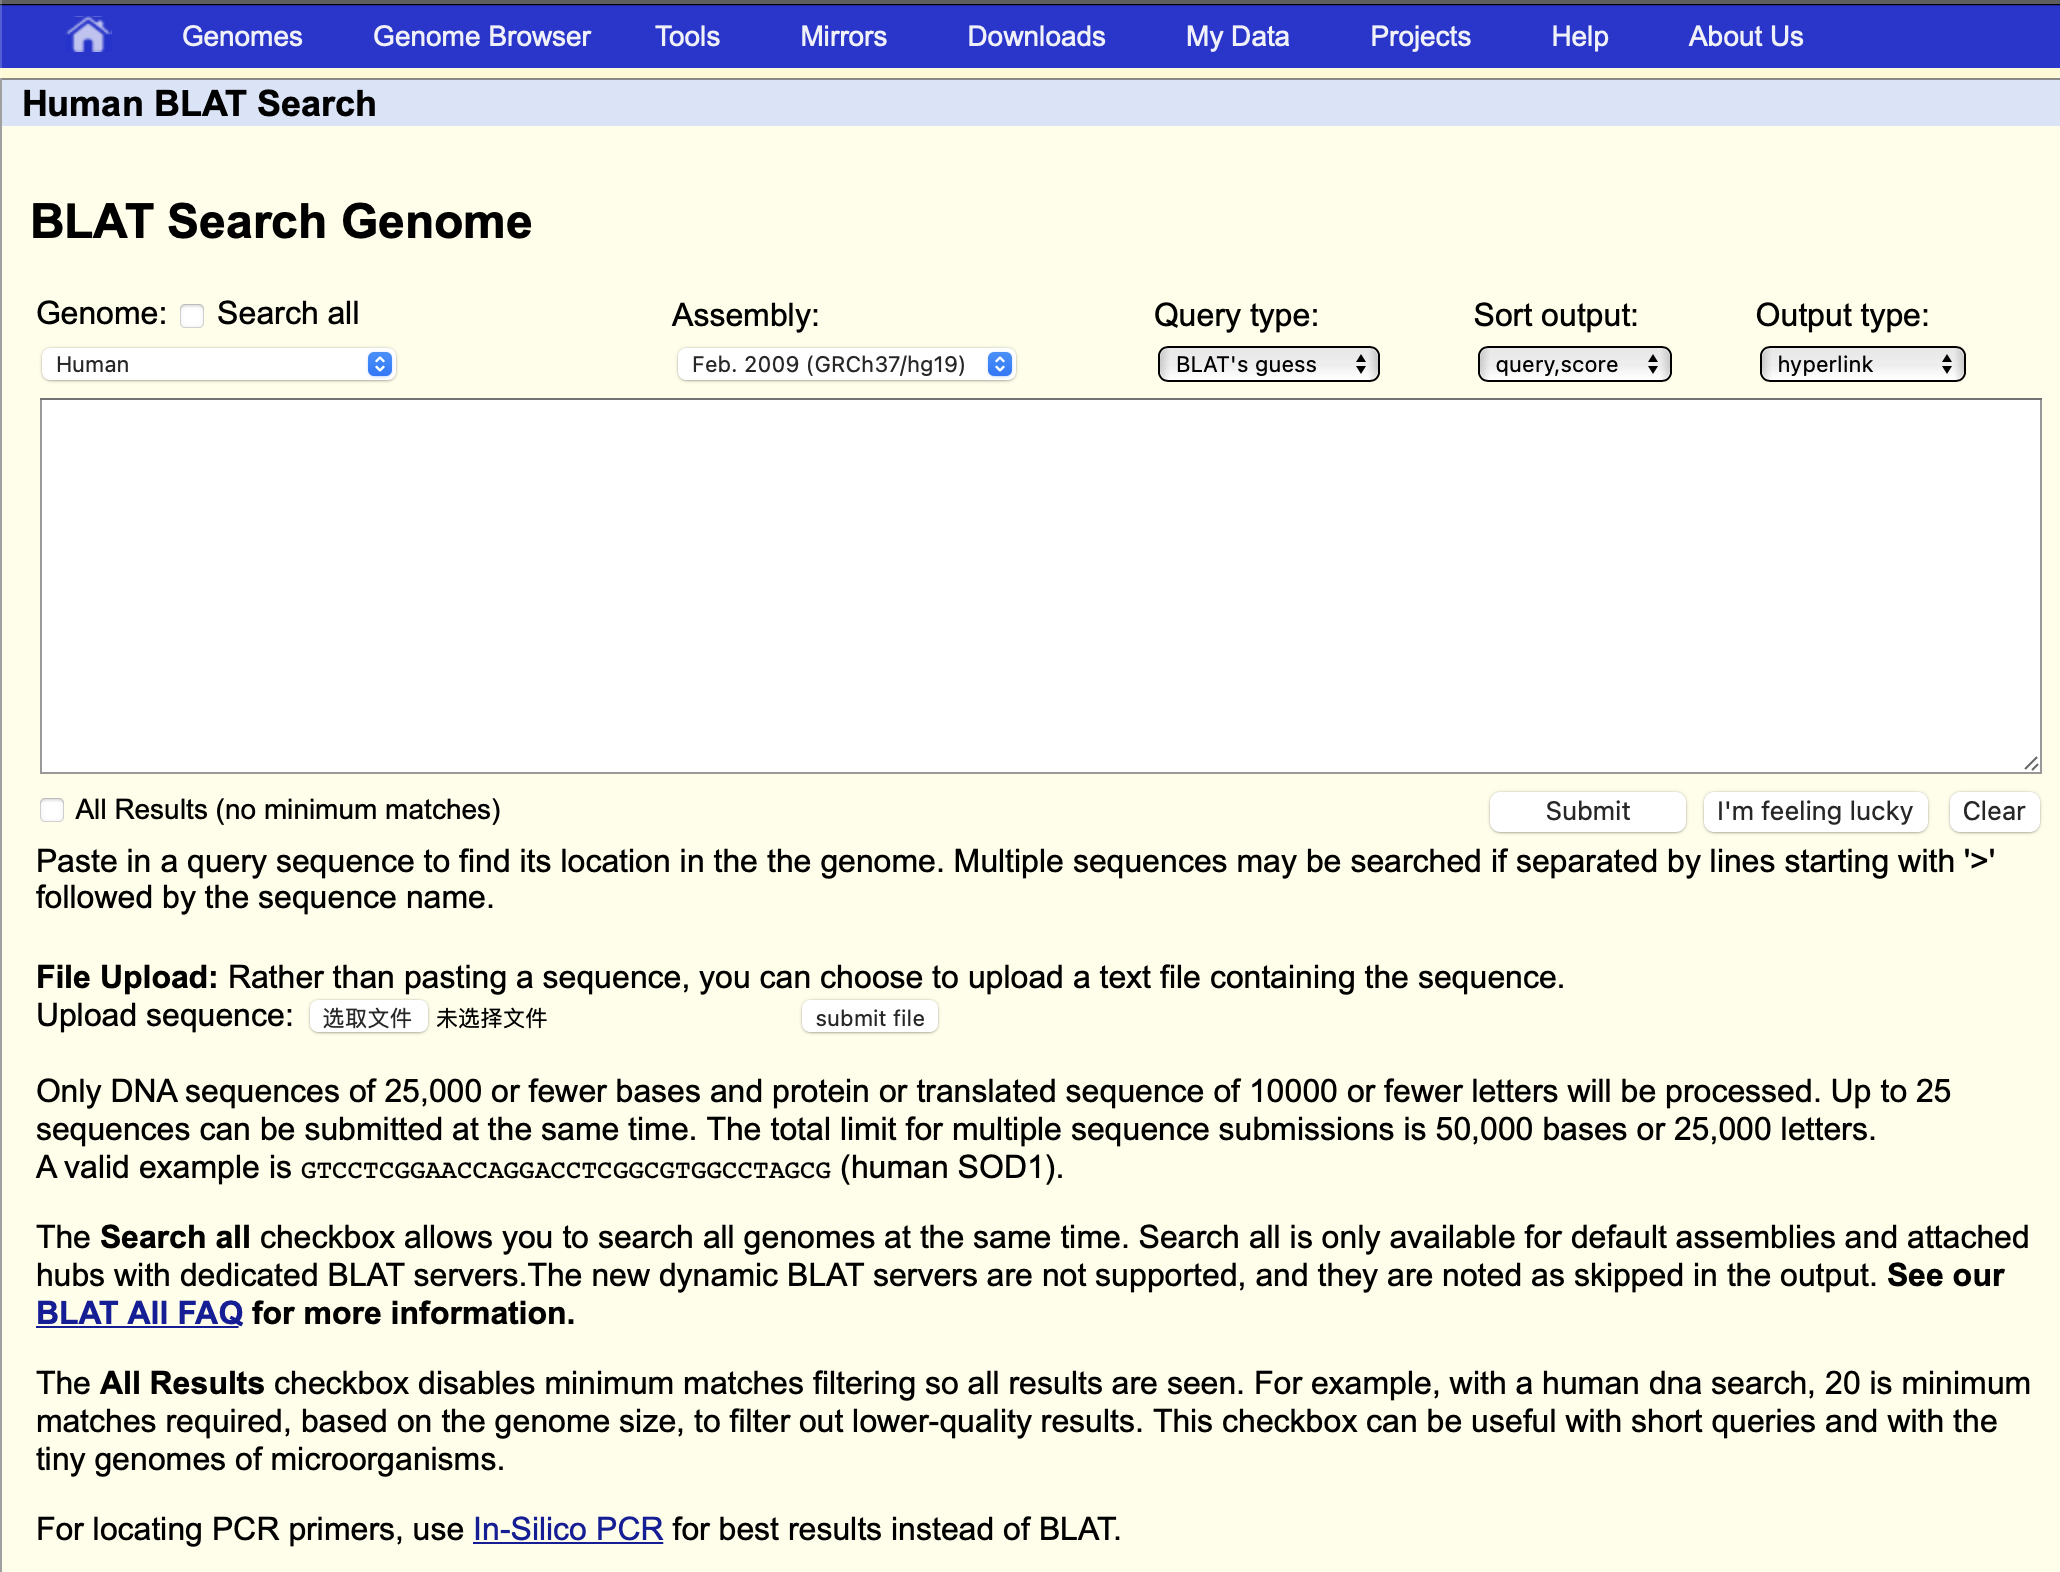 Genomes Genome Browser Tools Mirrors Downloads My Data Projects Help About Us
Human BLAT Search
BLAT Search Genome
Genome: Search all Assembly: Query type: Sort output: Output type:
Human Feb. 2009 (GRCh37/hg19) BLAT's guess query,score hyperlink
All Results (no minimum matches) Submit I'm feeling lucky Clear
Paste in a query sequence to find its location in the the genome. Multiple sequences may be searched if separated by lines starting with '>'
followed by the sequence name.
File Upload: Rather than pasting a sequence, you can choose to upload a text file containing the sequence.
Upload sequence: 选取文件 未选择文件 submit file
Only DNA sequences of 25,000 or fewer bases and protein or translated sequence of 10000 or fewer letters will be processed. Up to 25
sequences can be submitted at the same time. The total limit for multiple sequence submissions is 50,000 bases or 25,000 letters.
A valid example is GTCCTCGGAACCAGGACCTCGGCGTGGCCTAGCG (human SOD1).
The Search all checkbox allows you to search all genomes at the same time. Search all is only available for default assemblies and attached
hubs with dedicated BLAT servers.The new dynamic BLAT servers are not supported, and they are noted as skipped in the output. See our
BLAT All FAQ for more information.
The All Results checkbox disables minimum matches filtering so all results are seen. For example, with a human dna search, 20 is minimum
matches required, based on the genome size, to filter out lower-quality results. This checkbox can be useful with short queries and with the
tiny genomes of microorganisms.
For locating PCR primers, use In-Silico PCR for best results instead of BLAT.